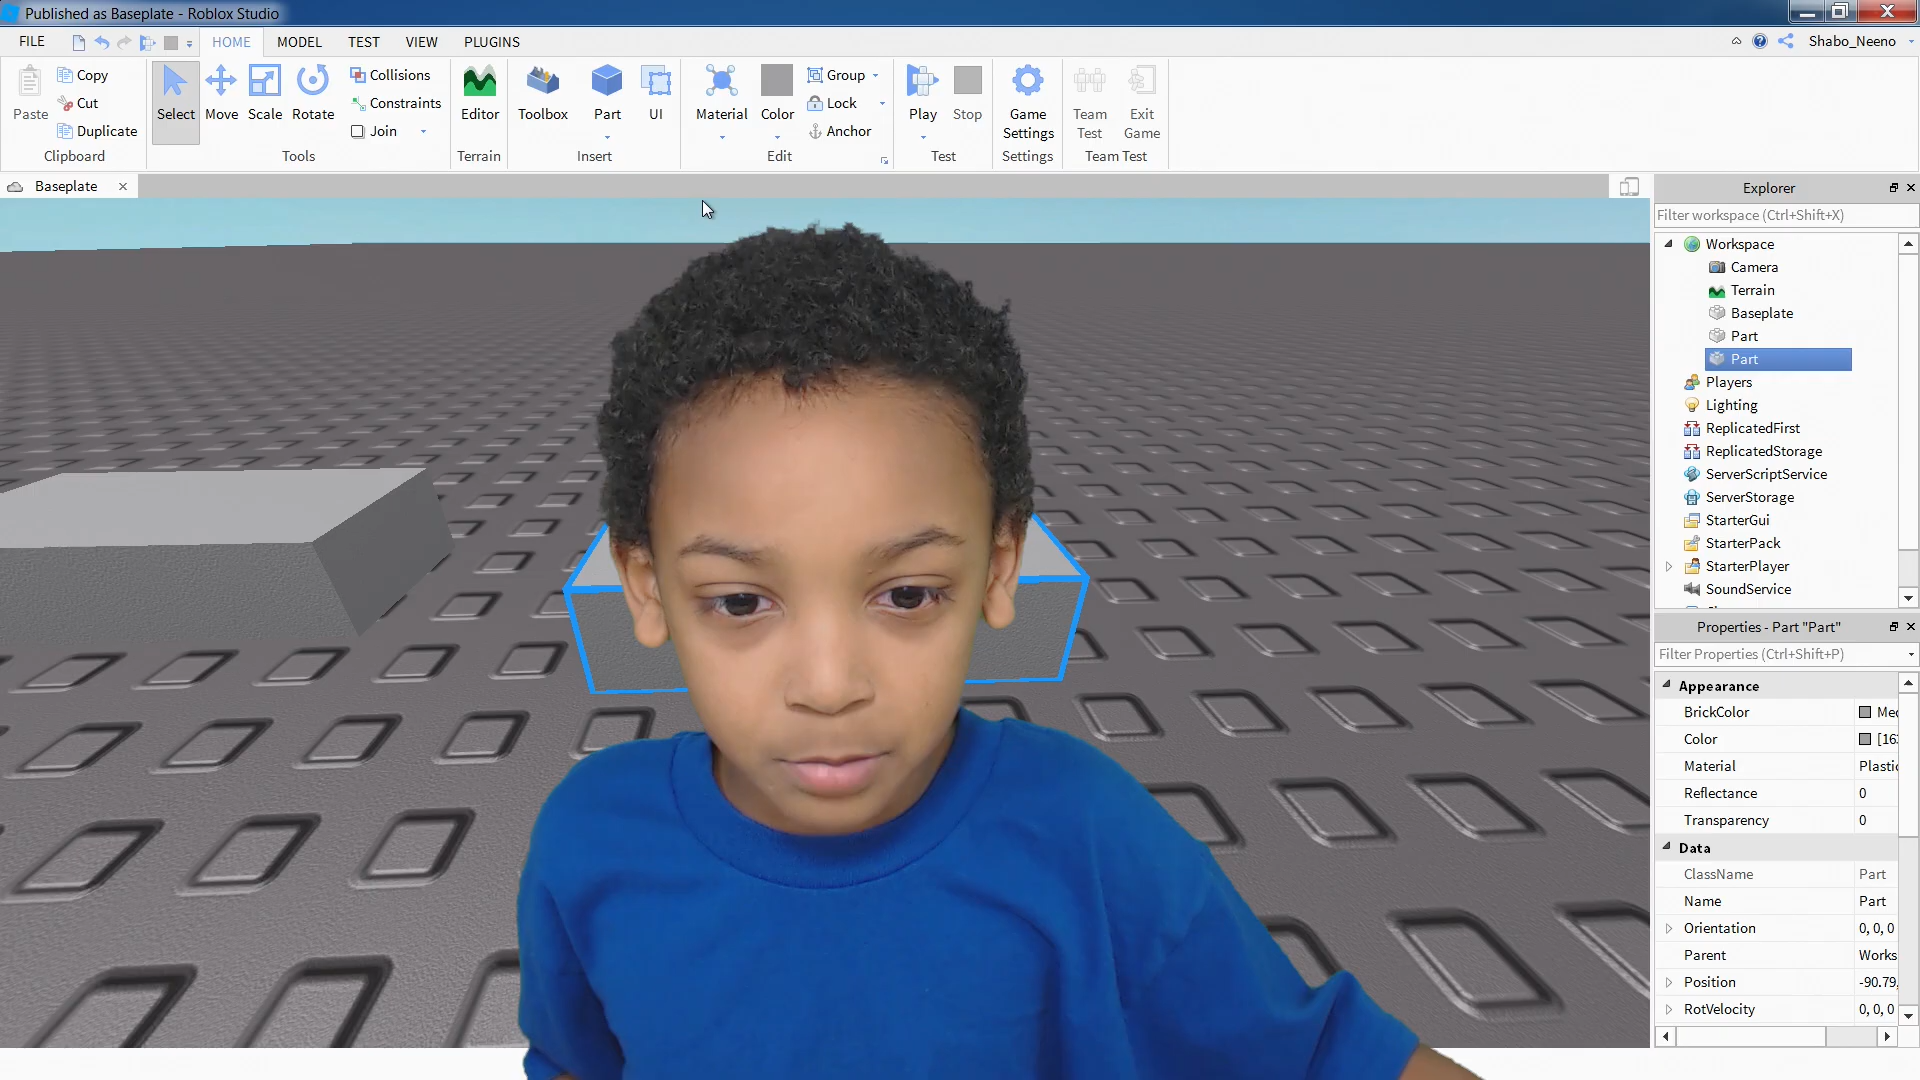 Published as Baseplate - Roblox Studio
FILE HOME MODEL TEST VIEW PLUGINS Shabo_Neeno
Paste
Copy
Cut
Duplicate
Clipboard
Select
Move
Scale
Rotate
Collisions
Constraints
Join
Tools
Editor
Terrain
Toolbox
Part
UI
Insert
Material
Color
Group
Lock
Anchor
Edit
Play
Stop
Test
Game
Settings
Settings
Team
Test
Exit
Game
Team Test
Baseplate
Explorer
Filter workspace (Ctrl+Shift+X)
Workspace
Camera
Terrain
Baseplate
Part
Part
Players
Lighting
ReplicatedFirst
ReplicatedStorage
ServerScriptService
ServerStorage
StarterGui
StarterPack
StarterPlayer
SoundService
Properties - Part "Part"
Filter Properties (Ctrl+Shift+P)
Appearance
BrickColor
Color
Material
Reflectance 0
Transparency 0
Data
ClassName Part
Name Part
Orientation 0, 0, 0
Parent
Position -90.79,
RotVelocity 0, 0, 0